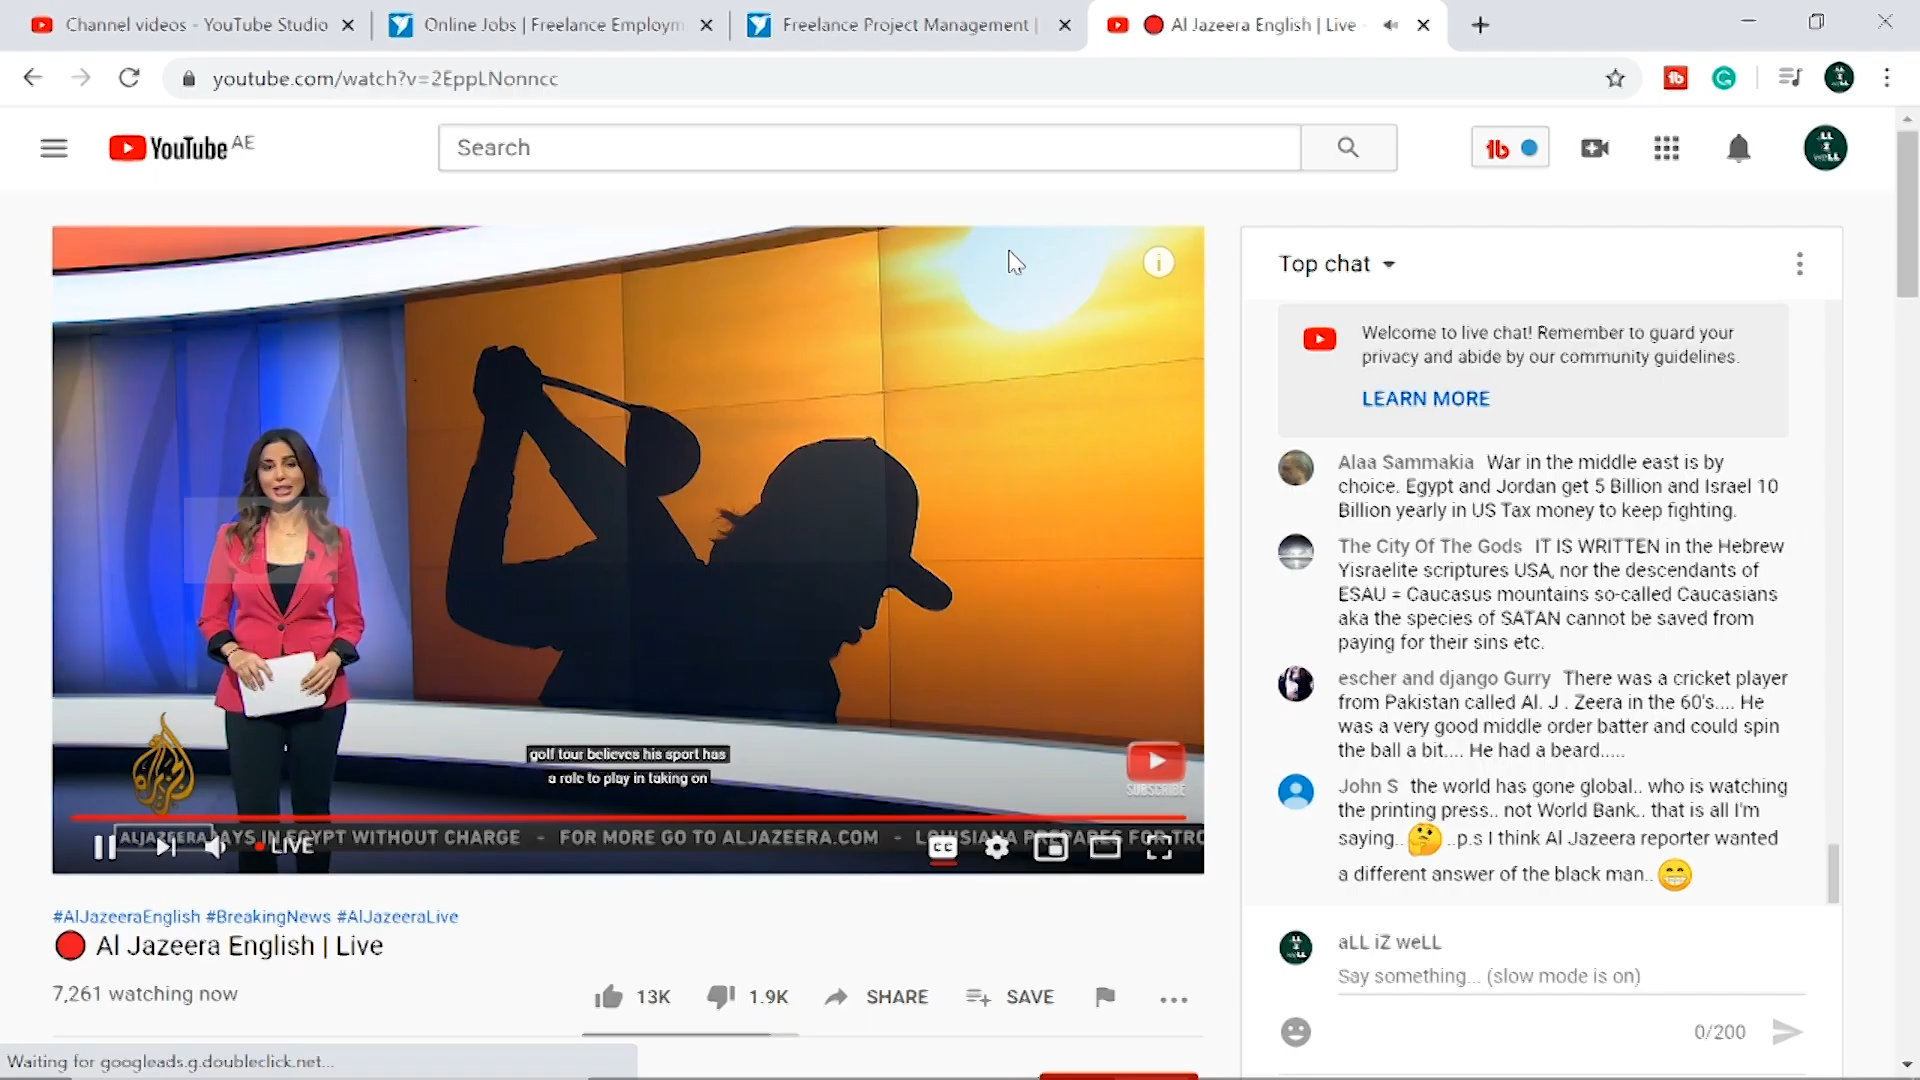 Channel videos - YouTube Studio
Online Jobs | Freelance Employm
Freelance Project Management |
Al Jazeera English | Live
youtube.com/watch?v=2EppLNonncc
YouTube AE
Search
Top chat
Welcome to live chat! Remember to guard your
privacy and abide by our community guidelines.
LEARN MORE
Alaa Sammakia War in the middle east is by
choice. Egypt and Jordan get 5 Billion and Israel 10
Billion yearly in US Tax money to keep fighting.
The City Of The Gods IT IS WRITTEN in the Hebrew
Yisraelite scriptures USA, nor the descendants of
ESAU = Caucasus mountains so-called Caucasians
aka the species of SATAN cannot be saved from
paying for their sins etc.
escher and django Gurry There was a cricket player
from Pakistan called Al. J . Zeera in the 60's.... He
was a very good middle order batter and could spin
the ball a bit.... He had a beard.....
John S the world has gone global.. who is watching
the printing press.. not World Bank.. that is all I'm
saying.. 🤔 ..p.s I think Al Jazeera reporter wanted
a different answer of the black man.. 😁
aLL iZ weLL
Say something... (slow mode is on)
0/200
golf tour believes his sport has
a role to play in taking on
SUBSCRIBE
ALJAZEERA AYS IN EGYPT WITHOUT CHARGE - FOR MORE GO TO ALJAZEERA.COM - LOUISIANA PREPARES FOR TRO
LIVE
CC
#AlJazeeraEnglish #BreakingNews #AlJazeeraLive
Al Jazeera English | Live
7,261 watching now
13K
1.9K
SHARE
SAVE
Waiting for googleads.g.doubleclick.net...